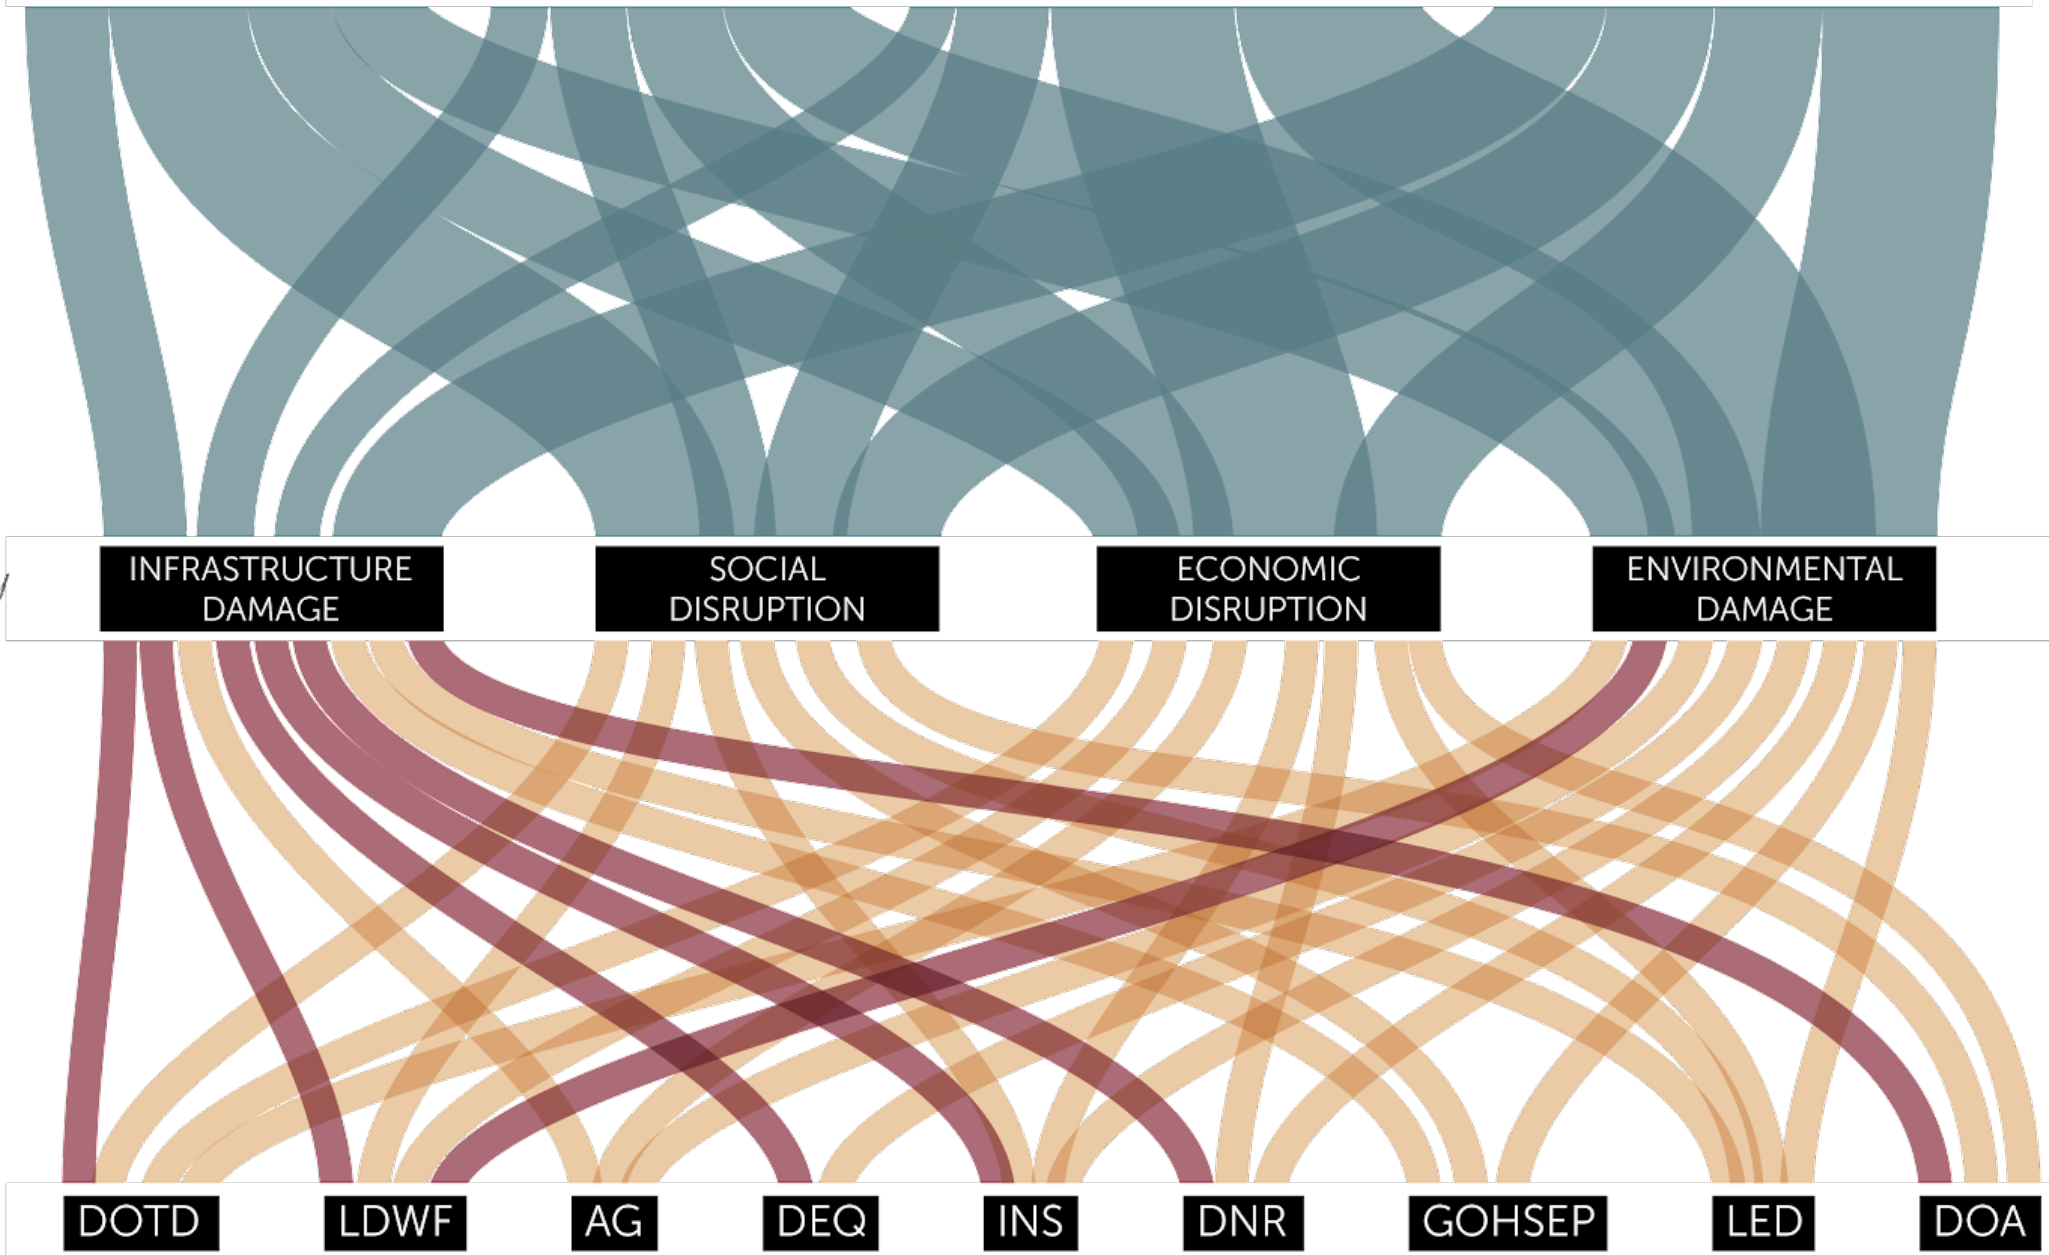 INFRASTRUCTURE
DAMAGE
SOCIAL
DISRUPTION
ECONOMIC
DISRUPTION
ENVIRONMENTAL
DAMAGE
DOTD
LDWF
AG
DEQ
INS
DNR
GOHSEP
LED
DOA